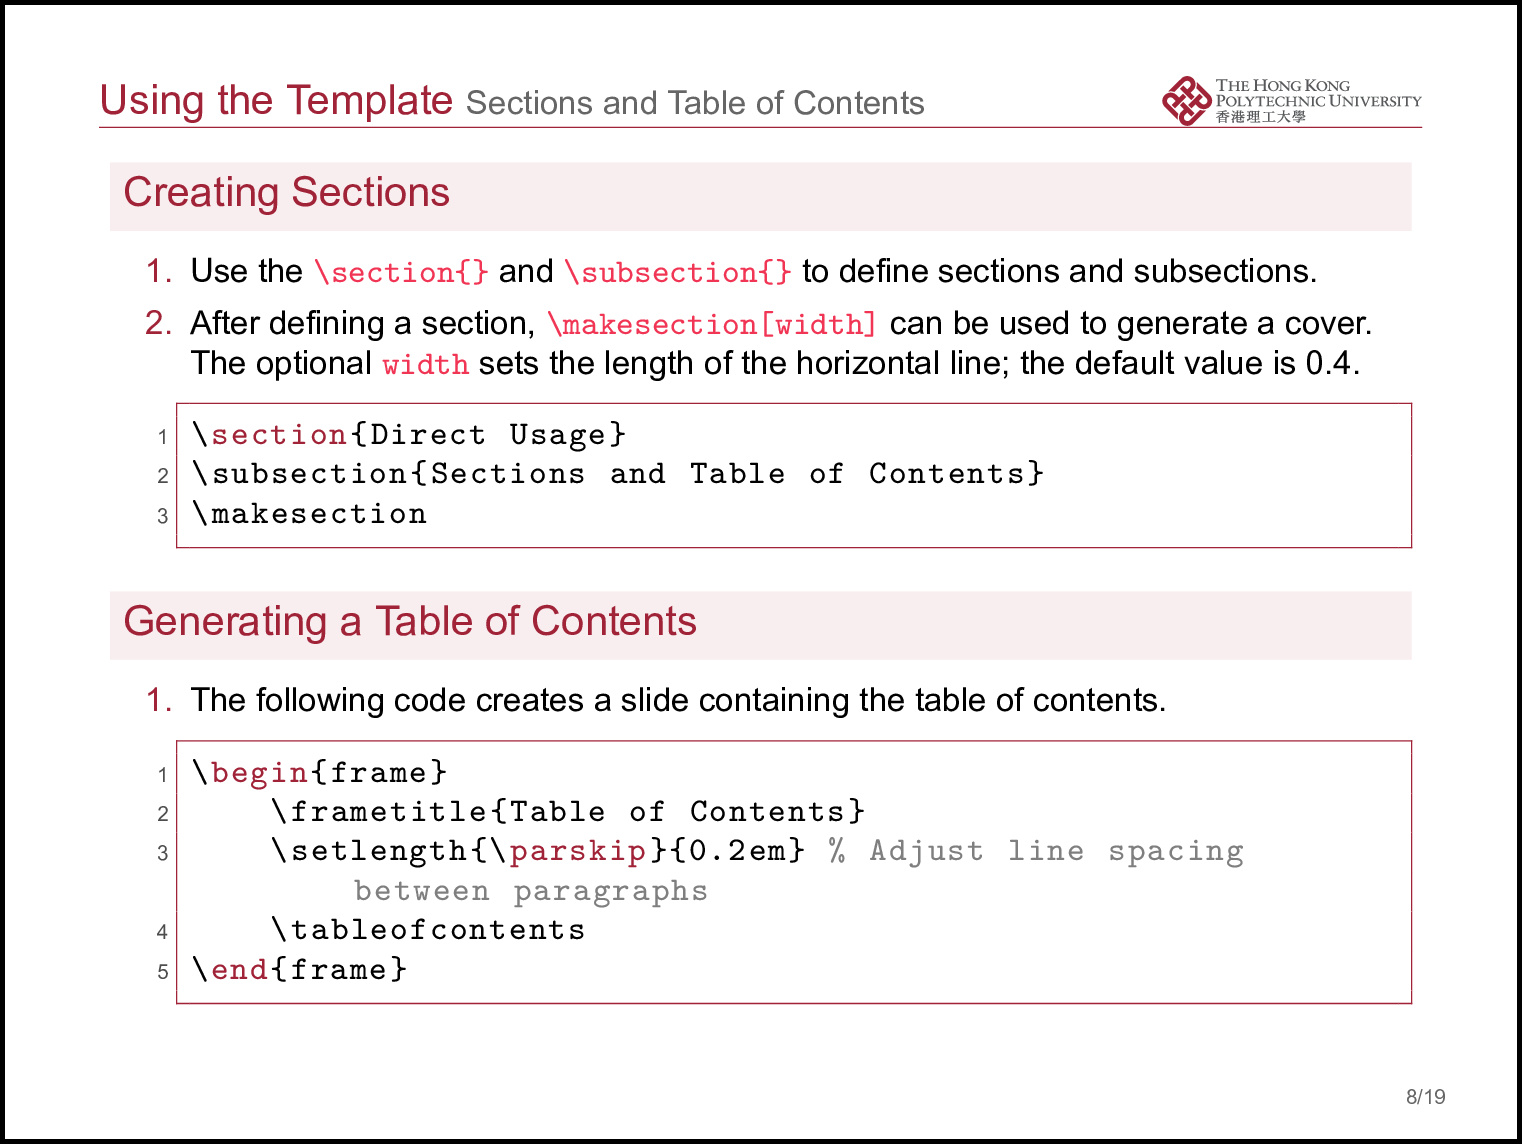 Using the Template Sections and Table of Contents
THE HONG KONG
POLYTECHNIC UNIVERSITY
香港理工大學
Creating Sections
1. Use the \section{} and \subsection{} to define sections and subsections.
2. After defining a section, \makesection[width] can be used to generate a cover.
The optional width sets the length of the horizontal line; the default value is 0.4.
1 \section{Direct Usage}
2 \subsection{Sections and Table of Contents}
3 \makesection
Generating a Table of Contents
1. The following code creates a slide containing the table of contents.
1 \begin{frame}
2     \frametitle{Table of Contents}
3     \setlength{\parskip}{0.2em} % Adjust line spacing
between paragraphs
4     \tableofcontents
5 \end{frame}
8/19